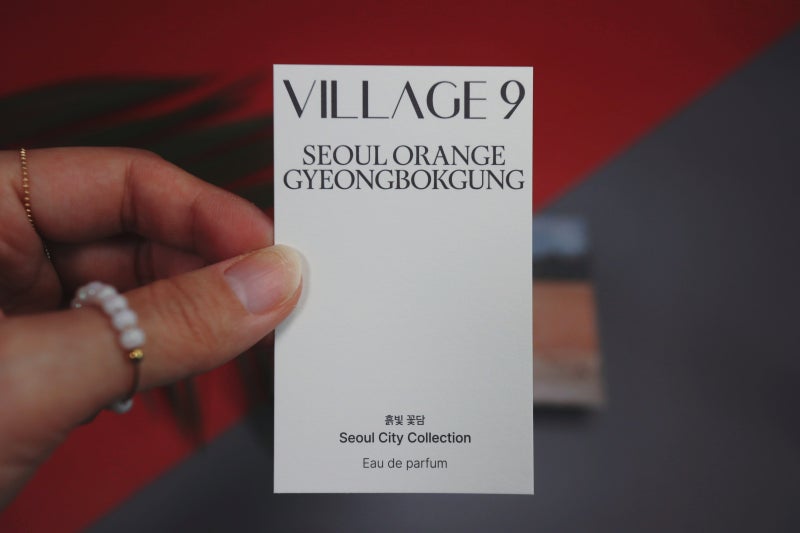 VILLAGE 9
SEOUL ORANGE
GYEONGBOKGUNG
흙빛 꽃담
Seoul City Collection
Eau de parfum